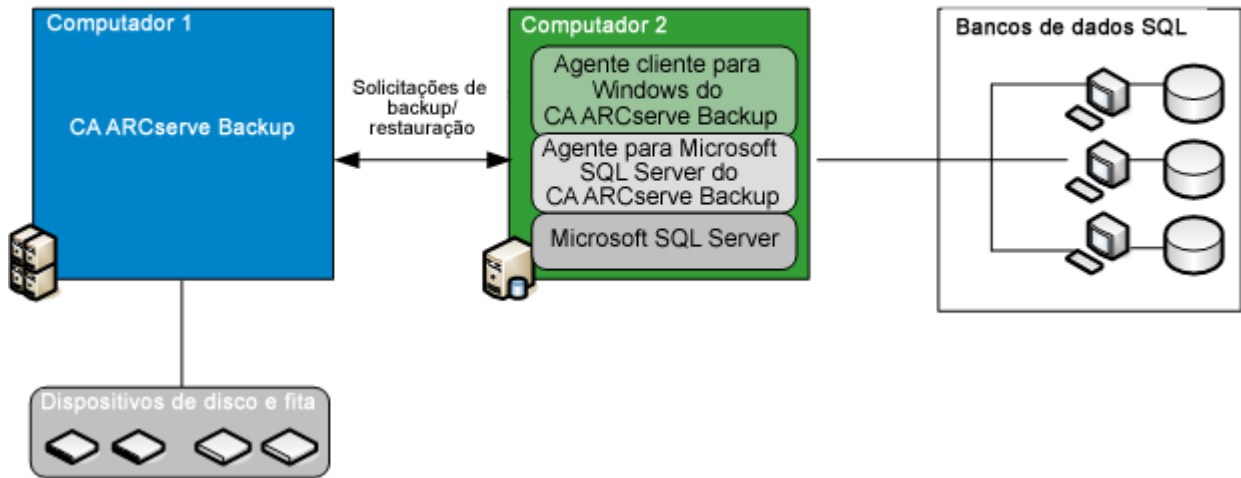 Computador 1
CA ARCserve Backup
Solicitações de
backup/
restauração
Computador 2
Agente cliente para
Windows do
CA ARCserve Backup
Agente para Microsoft
SQL Server do
CA ARCserve Backup
Microsoft SQL Server
Bancos de dados SQL
Dispositivos de disco e fita